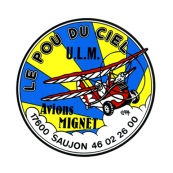 LE POU DU CIEL
U.L.M.
Avions
MIGNET
17600 SAUJON 46 02 26 00